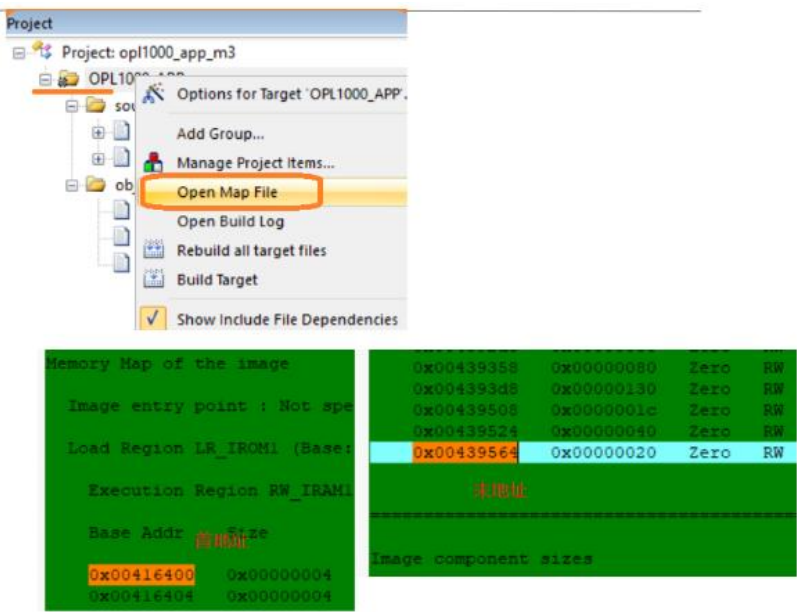 Project
Project: opl1000_app_m3
OPL1000_APP
Options for Target 'OPL1000_APP'.
sou
Add Group...
Manage Project Items...
obj
Open Map File
Open Build Log
Rebuild all target files
Build Target
Show Include File Dependencies
Memory Map of the image
Image entry point : Not spe
Load Region LR_IROM1 (Base:
Execution Region RW_IRAM1
Base Addr Size
首地址
0x00416400 0x00000004
0x00416404 0x00000004
0x00439358 0x00000080 Zero RW
0x004393d8 0x00000130 Zero RW
0x00439508 0x0000001c Zero RW
0x00439524 0x00000040 Zero RW
0x00439564 0x00000020 Zero RW
末地址
Image component sizes